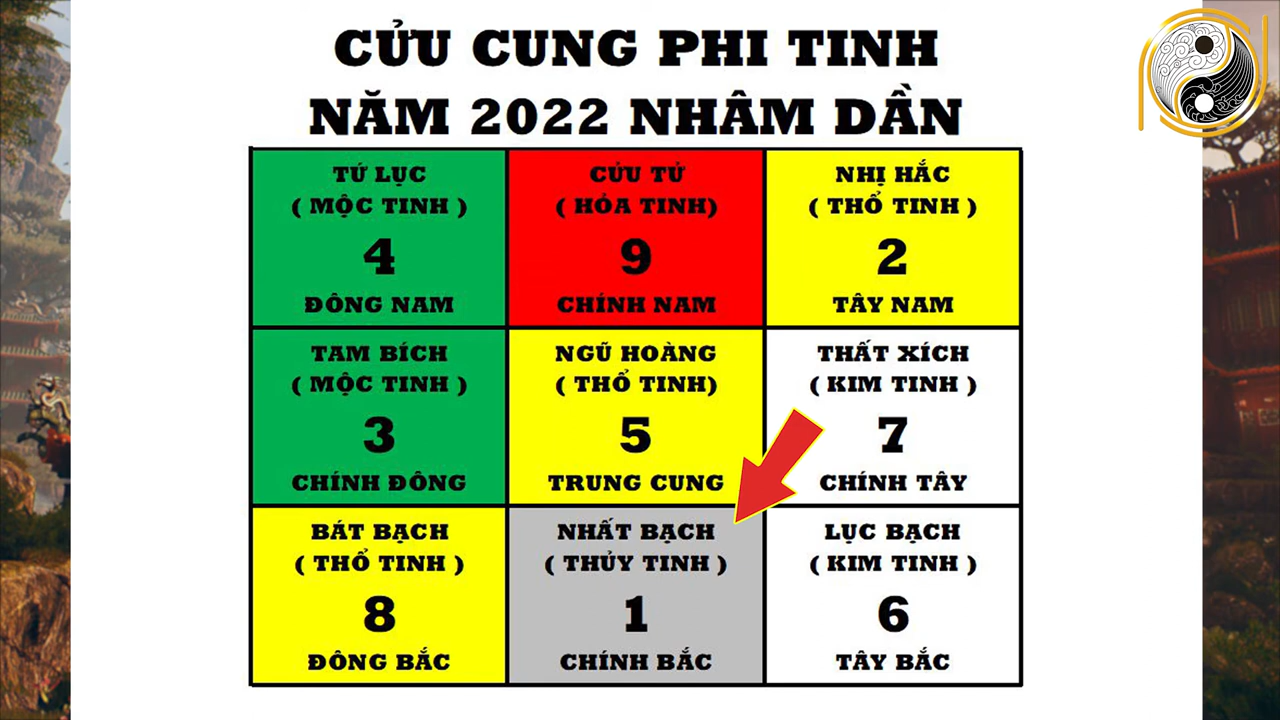 CỬU CUNG PHI TINH
NĂM 2022 NHÂM DẦN
TỨ LỤC
( MỘC TINH )
4
ĐÔNG NAM
CỬU TỬ
( HỎA TINH)
9
CHÍNH NAM
NHỊ HẮC
( THỔ TINH )
2
TÂY NAM
TAM BÍCH
( MỘC TINH )
3
CHÍNH ĐÔNG
NGŨ HOÀNG
( THỔ TINH)
5
TRUNG CUNG
THẤT XÍCH
( KIM TINH )
7
CHÍNH TÂY
BÁT BẠCH
( THỔ TINH )
8
ĐÔNG BẮC
NHẤT BẠCH
( THỦY TINH )
1
CHÍNH BẮC
LỤC BẠCH
( KIM TINH )
6
TÂY BẮC